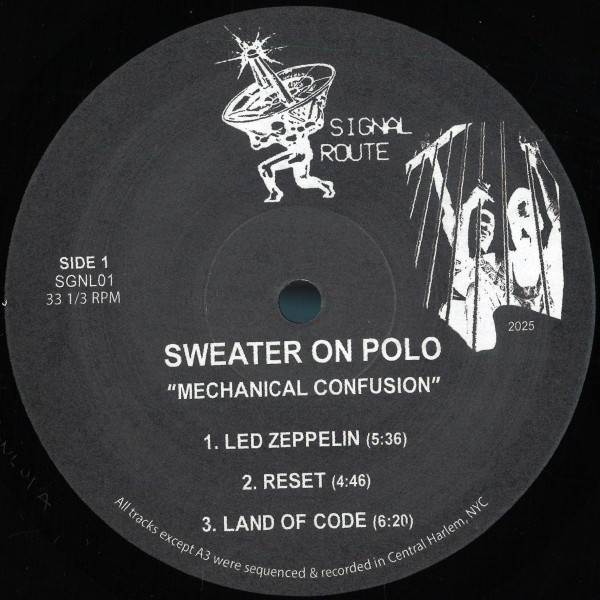 SIGNAL
ROUTE
SIDE 1
SGNL01
33 1/3 RPM
2025
SWEATER ON POLO
“MECHANICAL CONFUSION”
1. LED ZEPPELIN (5:36)
2. RESET (4:46)
3. LAND OF CODE (6:20)
All tracks except A3 were sequenced & recorded in Central Harlem, NYC